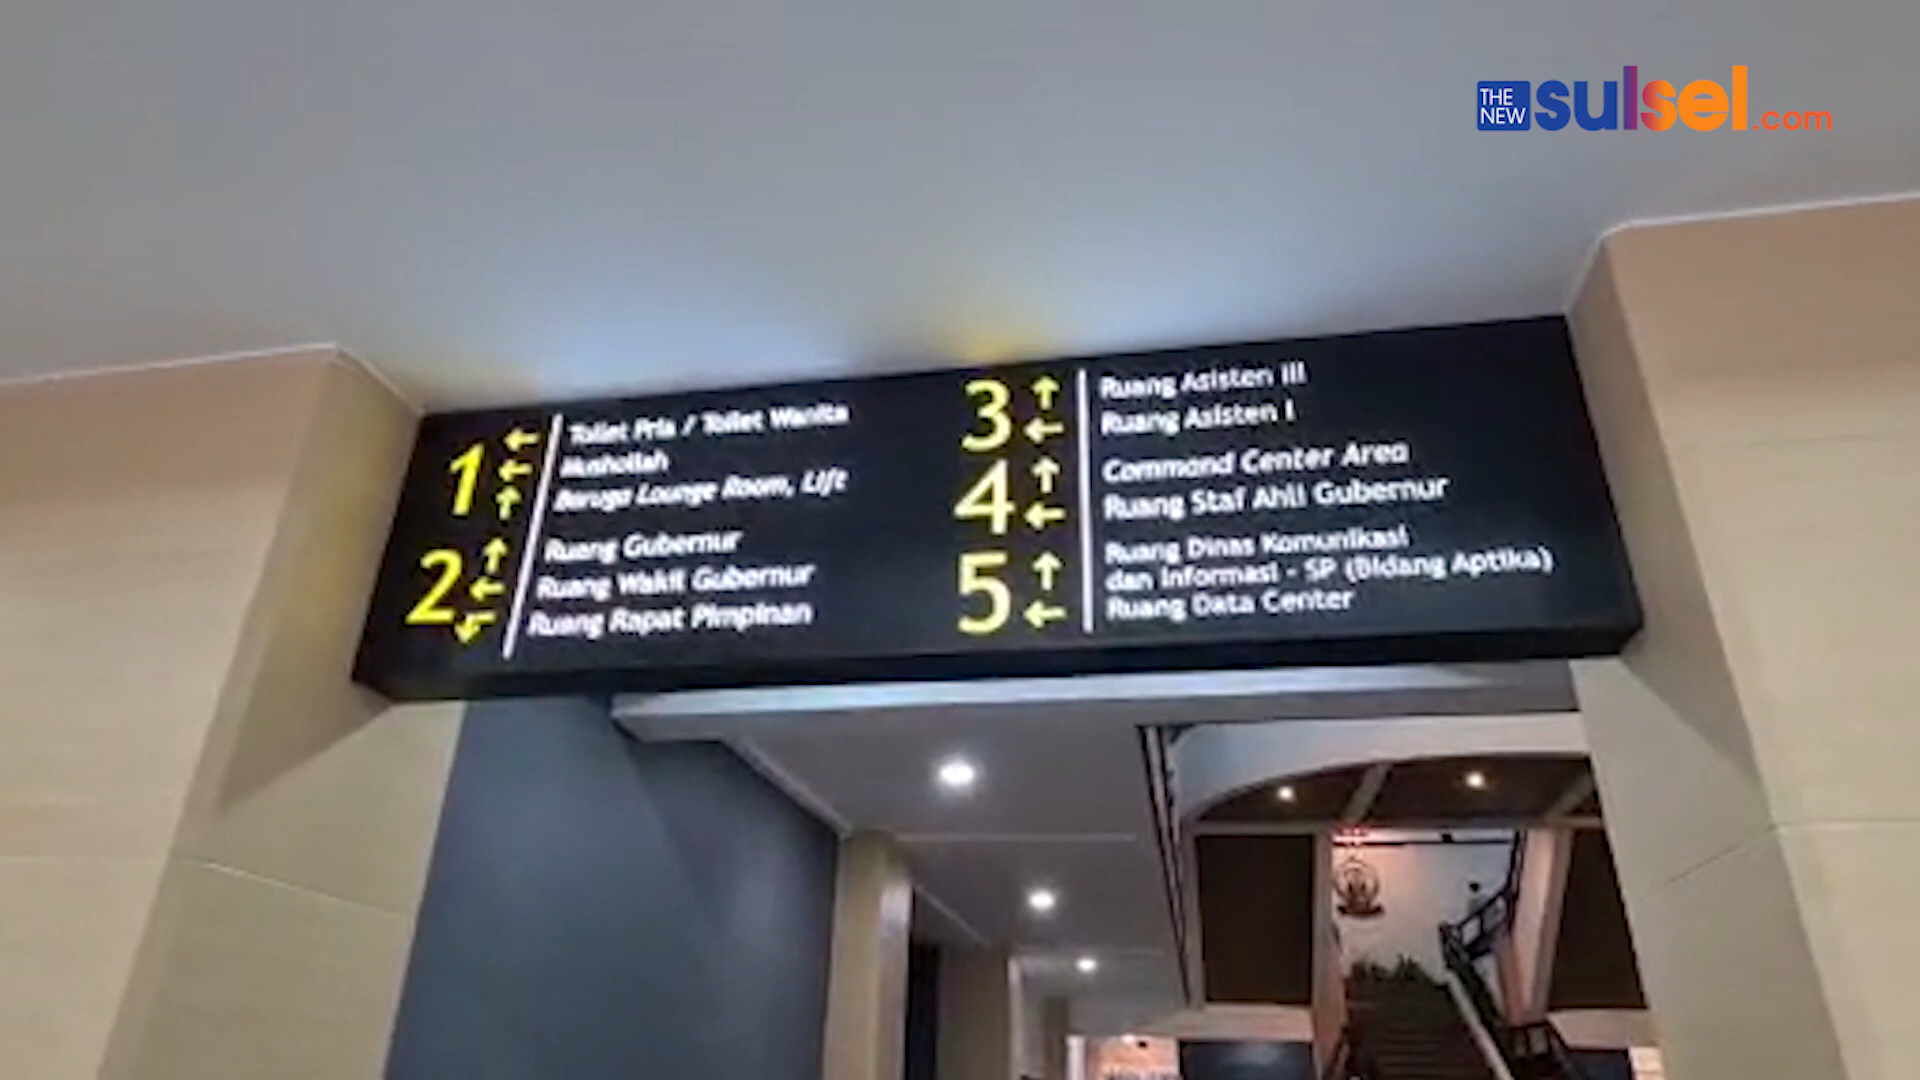 THE NEW sulsel.com
1
← Toilet Pria / Toilet Wanita
← Mushollah
↑ Baruga Lounge Room, Lift
2
↑ Ruang Gubernur
← Ruang Wakil Gubernur
Ruang Rapat Pimpinan
3
↑ Ruang Asisten III
← Ruang Asisten I
4
↑ Command Center Area
← Ruang Staf Ahli Gubernur
5
↑ Ruang Dinas Komunikasi
dan Informasi - SP (Bidang Aptika)
← Ruang Data Center